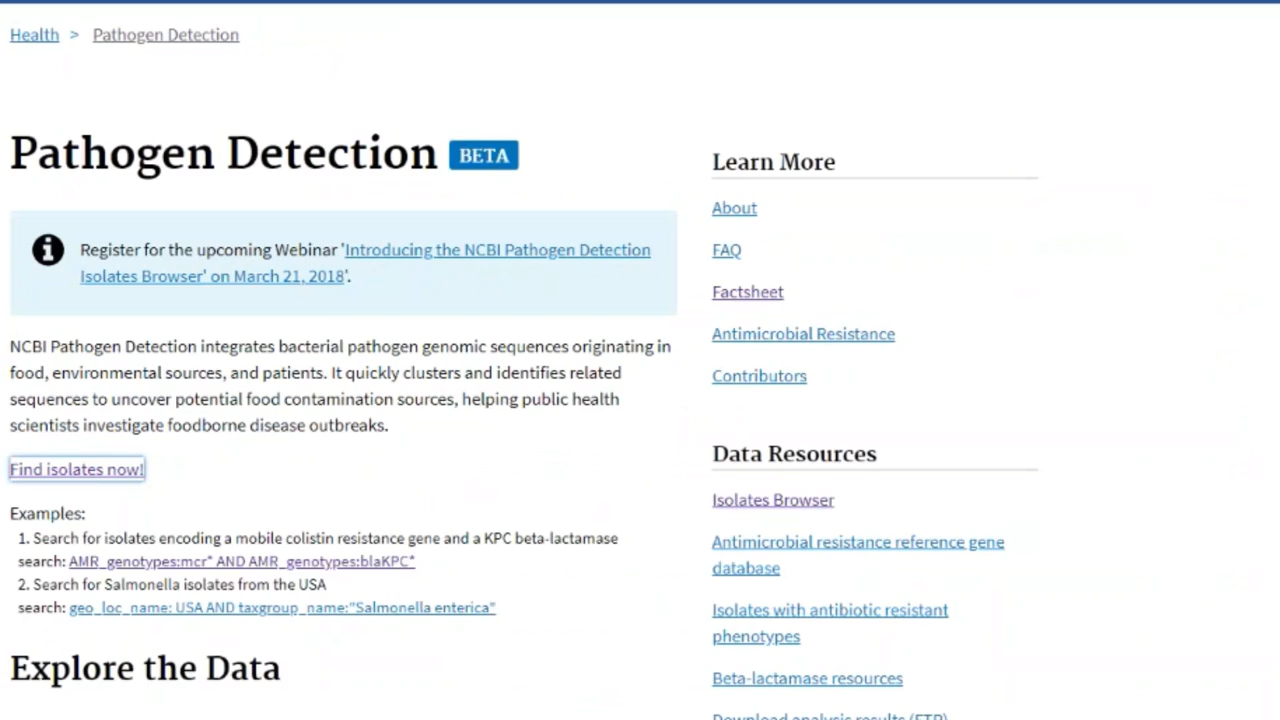 Health > Pathogen Detection
Pathogen Detection BETA
Register for the upcoming Webinar 'Introducing the NCBI Pathogen Detection
Isolates Browser' on March 21, 2018'.
NCBI Pathogen Detection integrates bacterial pathogen genomic sequences originating in
food, environmental sources, and patients. It quickly clusters and identifies related
sequences to uncover potential food contamination sources, helping public health
scientists investigate foodborne disease outbreaks.
Find isolates now!
Examples:
1. Search for isolates encoding a mobile colistin resistance gene and a KPC beta-lactamase
search: AMR_genotypes:mcr* AND AMR_genotypes:blaKPC*
2. Search for Salmonella isolates from the USA
search: geo_loc_name: USA AND taxgroup_name:"Salmonella enterica"
Explore the Data
Learn More
About
FAQ
Factsheet
Antimicrobial Resistance
Contributors
Data Resources
Isolates Browser
Antimicrobial resistance reference gene
database
Isolates with antibiotic resistant
phenotypes
Beta-lactamase resources
Download analysis results (FTP)